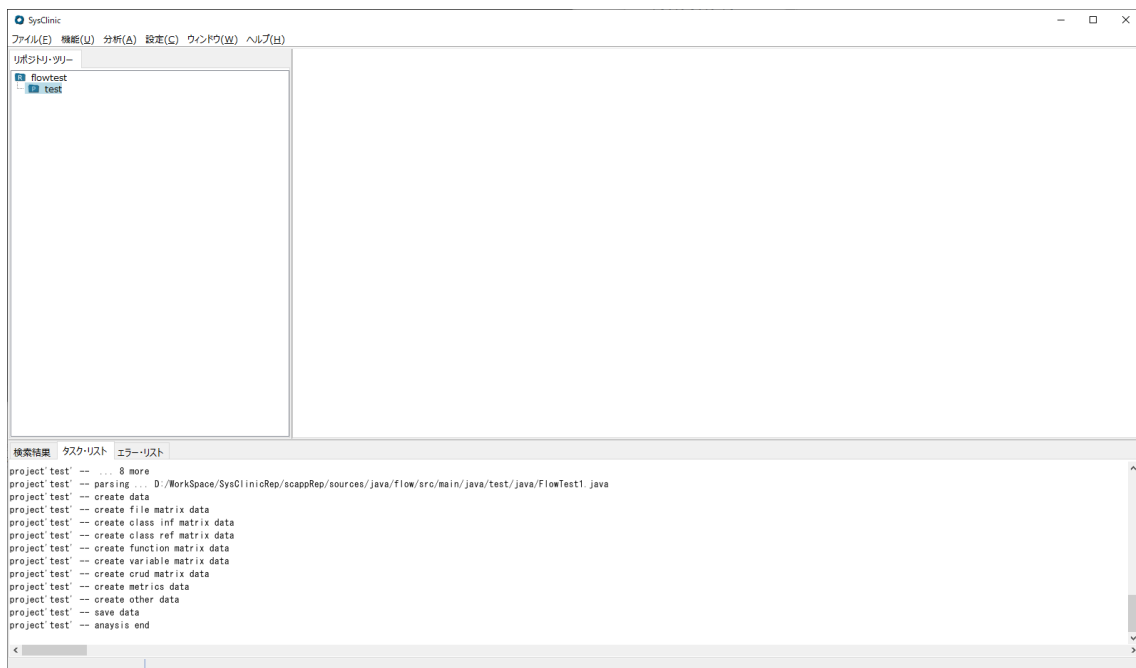 SysClinic
ファイル(F) 機能(U) 分析(A) 設定(C) ウィンドウ(W) ヘルプ(H)
リポジトリ・ツリー
R flowtest
P test
検索結果 タスク・リスト エラー・リスト
project'test' -- ... 8 more
project'test' -- parsing ... D:/WorkSpace/SysClinicRep/scappRep/sources/java/flow/src/main/java/test/java/FlowTest1.java
project'test' -- create data
project'test' -- create file matrix data
project'test' -- create class inf matrix data
project'test' -- create class ref matrix data
project'test' -- create function matrix data
project'test' -- create variable matrix data
project'test' -- create crud matrix data
project'test' -- create metrics data
project'test' -- create other data
project'test' -- save data
project'test' -- anaysis end